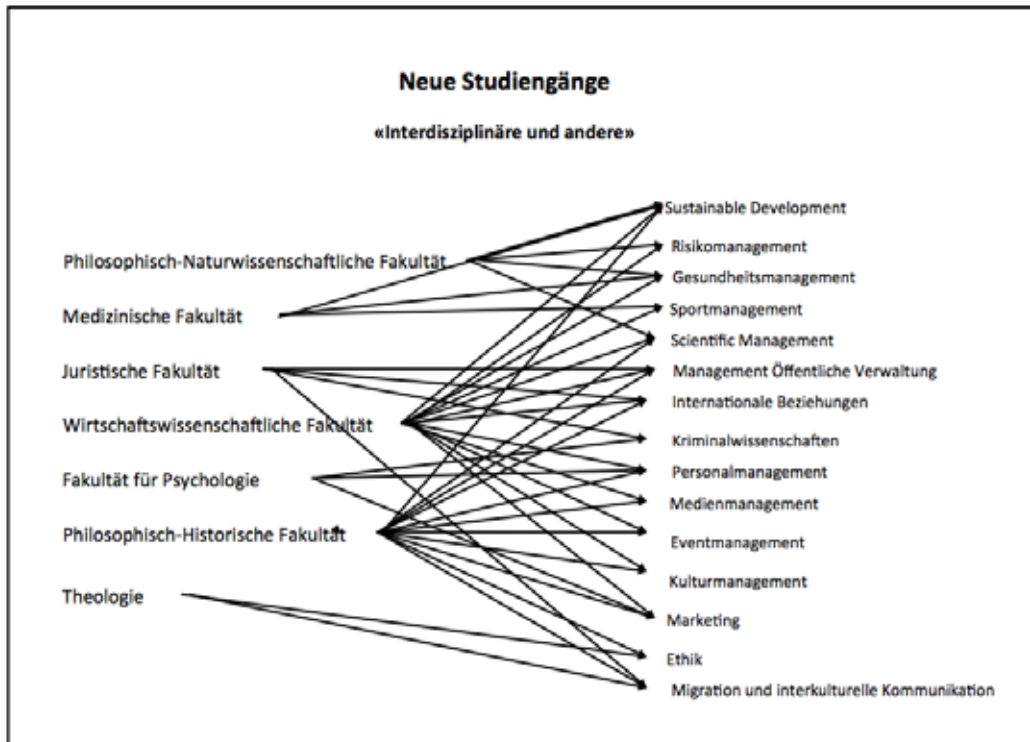 Neue Studiengänge
«Interdisziplinäre und andere»
Philosophisch-Naturwissenschaftliche Fakultät
Medizinische Fakultät
Juristische Fakultät
Wirtschaftswissenschaftliche Fakultät
Fakultät für Psychologie
Philosophisch-Historische Fakultät
Theologie
Sustainable Development
Risikomanagement
Gesundheitsmanagement
Sportmanagement
Scientific Management
Management Öffentliche Verwaltung
Internationale Beziehungen
Kriminalwissenschaften
Personalmanagement
Medienmanagement
Eventmanagement
Kulturmanagement
Marketing
Ethik
Migration und interkulturelle Kommunikation